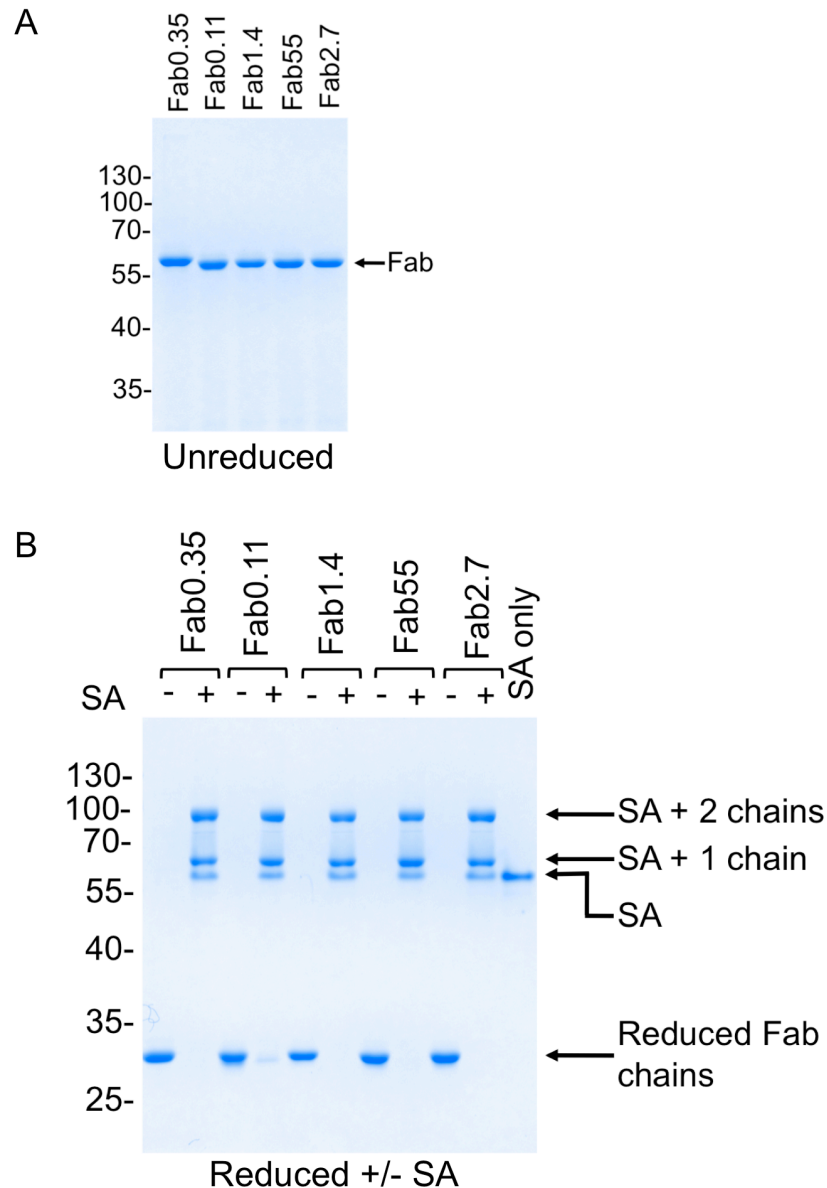 A
Fab0.35
Fab0.11
Fab1.4
Fab55
Fab2.7
130-
100-
70-
55-
40-
35-
Fab
Unreduced
B
Fab0.35
Fab0.11
Fab1.4
Fab55
Fab2.7
SA only
SA - + - + - + - + - +
130-
100-
70-
55-
40-
35-
25-
SA + 2 chains
SA + 1 chain
SA
Reduced Fab
chains
Reduced +/- SA